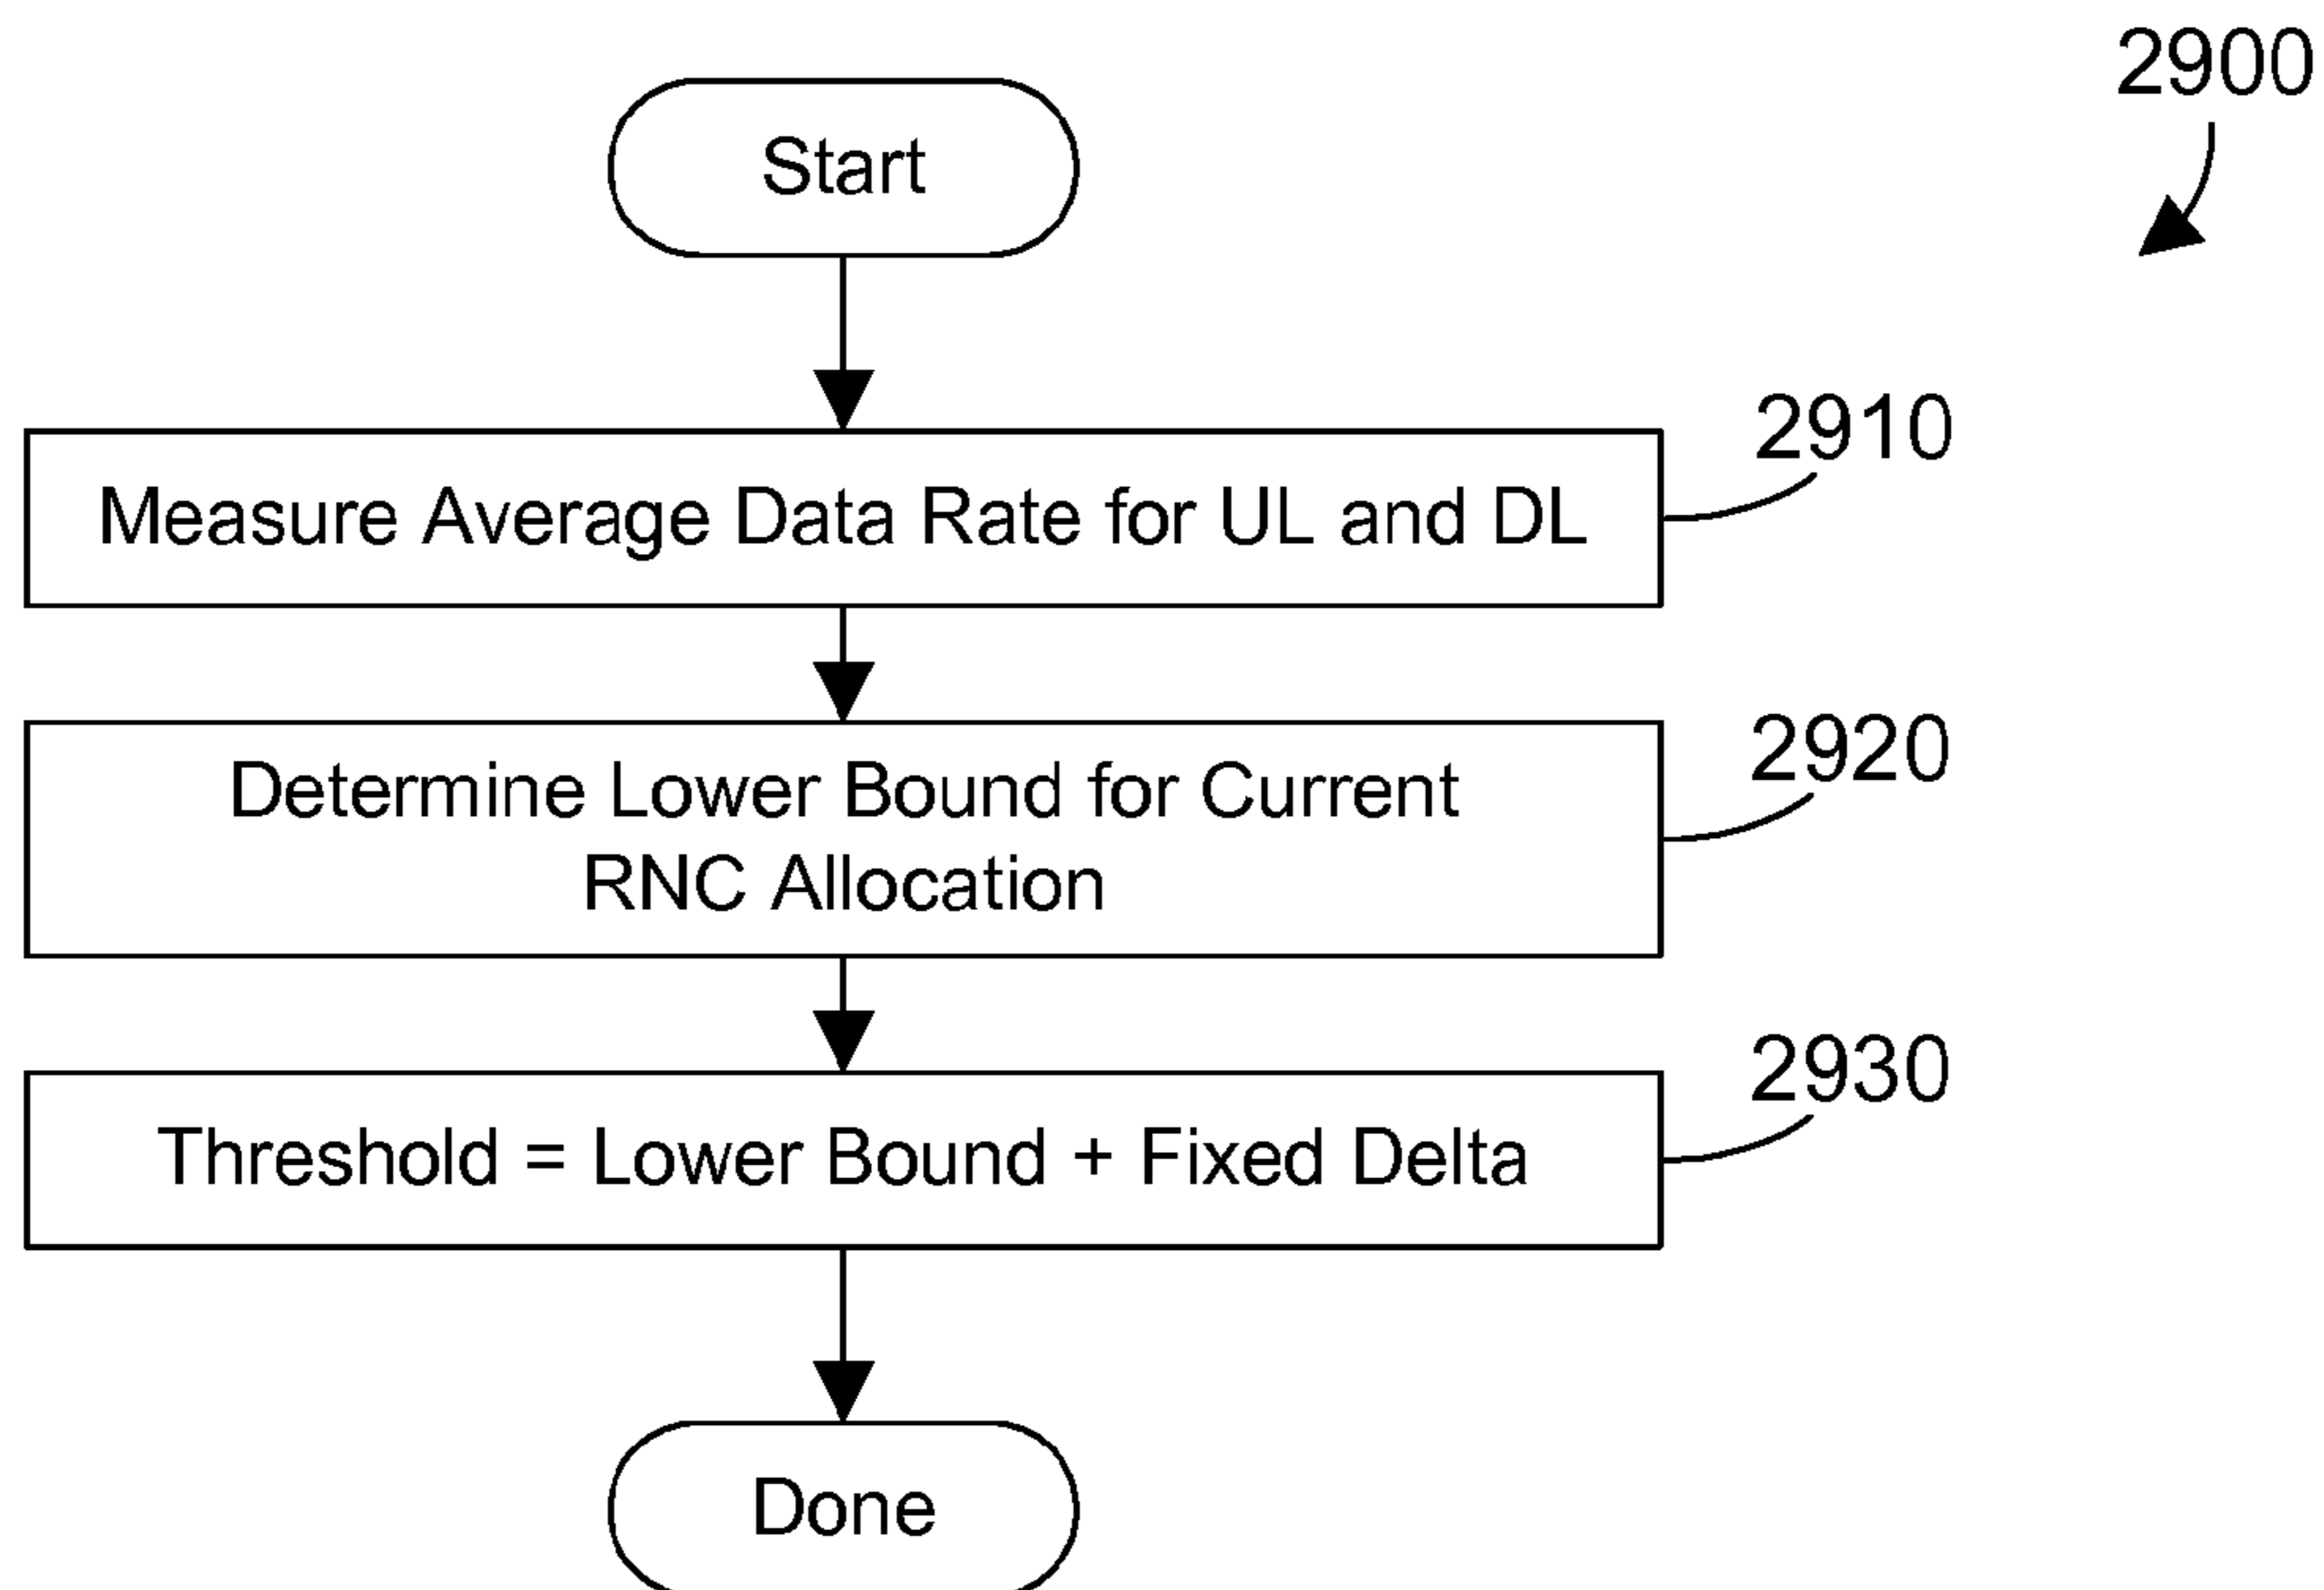 2900
Start
2910
Measure Average Data Rate for UL and DL
2920
Determine Lower Bound for Current
RNC Allocation
2930
Threshold = Lower Bound + Fixed Delta
Done